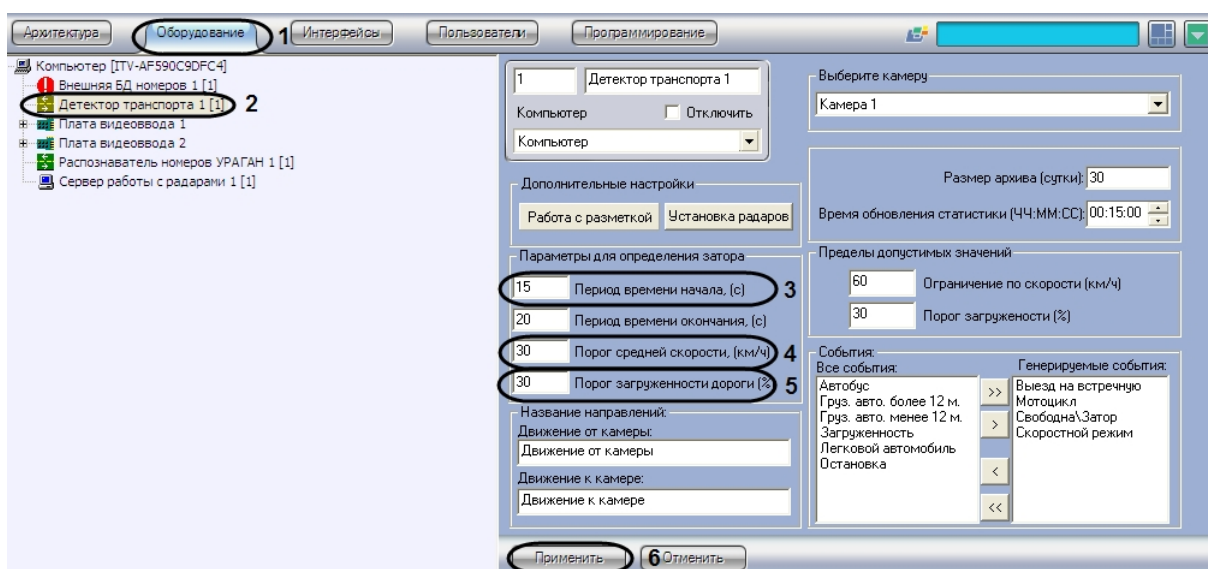 Архитектура Оборудование 1 Интерфейсы Пользователи Программирование
Компьютер [ITV-AF590C9DFC4]
Внешняя БД номеров 1 [1]
Детектор транспорта 1 [1] 2
Плата видеоввода 1
Плата видеоввода 2
Распознаватель номеров УРАГАН 1 [1]
Сервер работы с радарами 1 [1]
1 Детектор транспорта 1
Компьютер Отключить
Компьютер
Дополнительные настройки
Работа с разметкой Установка радаров
Параметры для определения затора
15 Период времени начала, (с) 3
20 Период времени окончания, (с)
30 Порог средней скорости, (км/ч) 4
30 Порог загруженности дороги (% 5
Название направлений:
Движение от камеры:
Движение от камеры
Движение к камере:
Движение к камере
Выберите камеру
Камера 1
Размер архива (сутки): 30
Время обновления статистики (ЧЧ:ММ:СС): 00:15:00
Пределы допустимых значений
60 Ограничение по скорости (км/ч)
30 Порог загружености (%)
События:
Все события:
Автобус
Груз. авто. более 12 м.
Груз. авто. менее 12 м.
Загруженность
Легковой автомобиль
Остановка
>>
>
<
<<
Генерируемые события:
Выезд на встречную
Мотоцикл
Свободна\Затор
Скоростной режим
Применить 6 Отменить